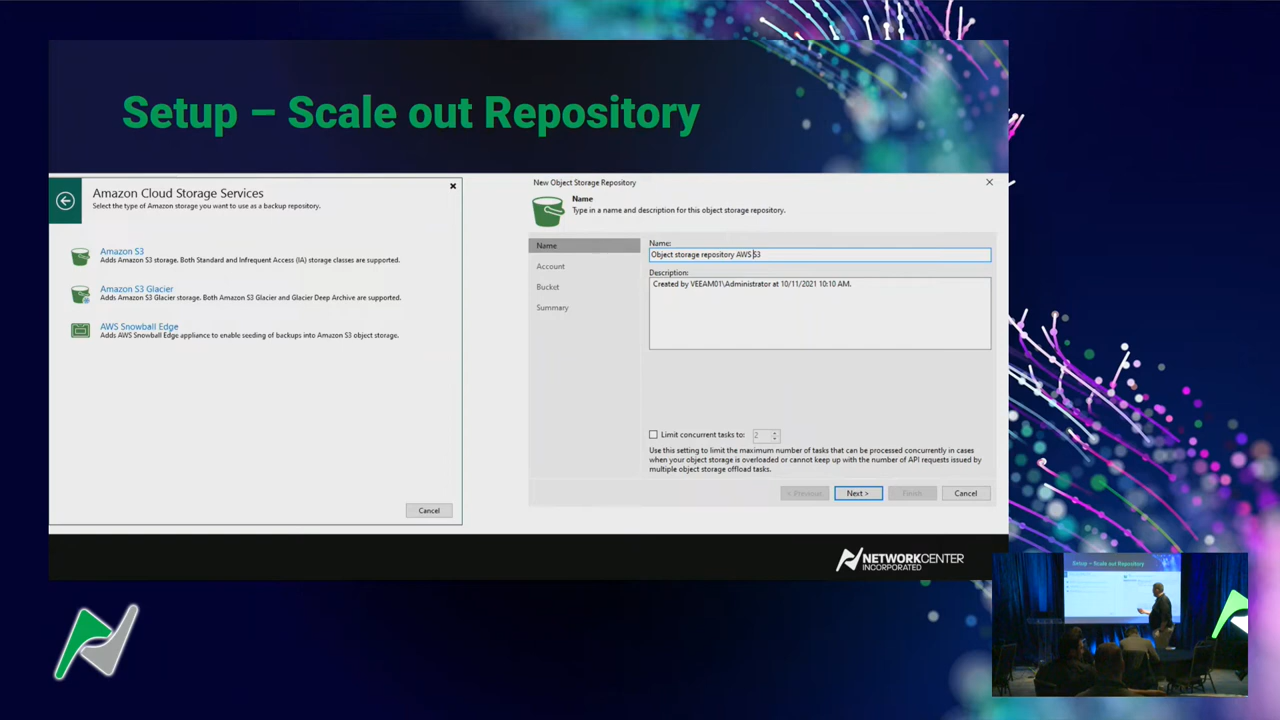 Setup – Scale out Repository
Amazon Cloud Storage Services
Select the type of Amazon storage you want to use as a backup repository.
Amazon S3
Adds Amazon S3 storage. Both Standard and Infrequent Access (IA) storage classes are supported.
Amazon S3 Glacier
Adds Amazon S3 Glacier storage. Both Amazon S3 Glacier and Glacier Deep Archive are supported.
AWS Snowball Edge
Adds AWS Snowball Edge appliance to enable seeding of backups into Amazon S3 object storage.
Cancel
New Object Storage Repository
Name
Type in a name and description for this object storage repository.
Name
Account
Bucket
Summary
Name:
Object storage repository AWS S3
Description:
Created by VEEAM01\Administrator at 10/11/2021 10:10 AM.
Limit concurrent tasks to: 2
Use this setting to limit the maximum number of tasks that can be processed concurrently in cases
when your object storage is overloaded or cannot keep up with the number of API requests issued by
multiple object storage offload tasks.
< Previous
Next >
Finish
Cancel
NETWORKCENTER
INCORPORATED
Setup – Scale out Repository